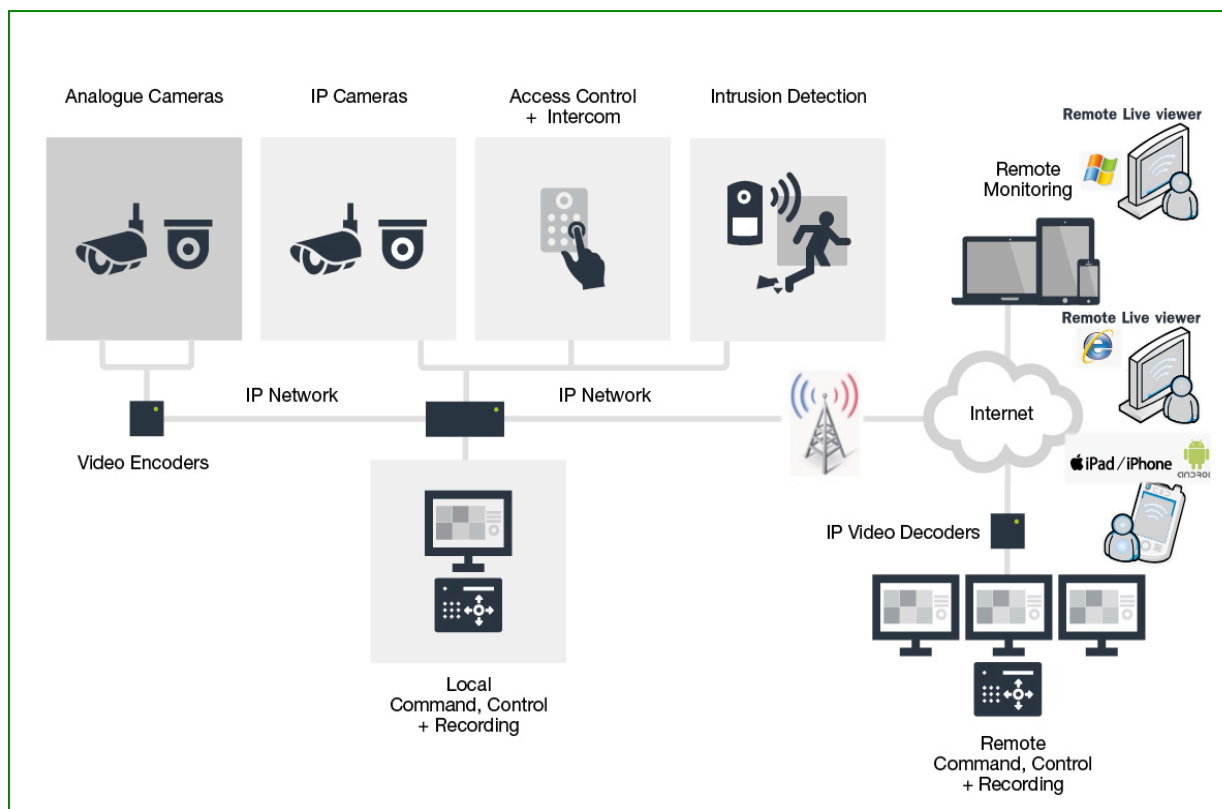 Analogue Cameras
IP Cameras
Access Control
+ Intercom
Intrusion Detection
Remote Live viewer
Remote
Monitoring
Remote Live viewer
IP Network
IP Network
Internet
Video Encoders
iPad/iPhone
ANDROI
IP Video Decoders
Local
Command, Control
+ Recording
Remote
Command, Control
+ Recording